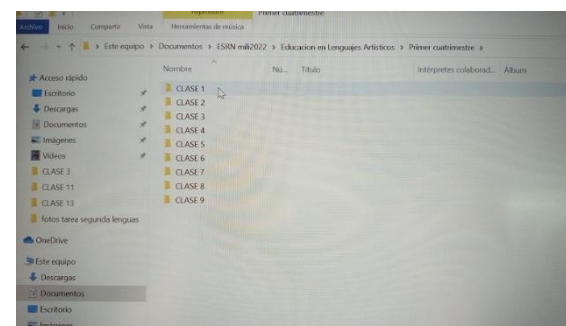 Reproducir
Primer cuatrimestre
Archivo Inicio Compartir Vista Herramientas de música
Este equipo > Documentos > ESRN mili2022 > Educacion en Lenguajes Artisticos > Primer cuatrimestre >
Nombre Nú... Título Intérpretes colaborad... Álbum
Acceso rápido
Escritorio
Descargas
Documentos
Imágenes
Videos
CLASE 3
CLASE 11
CLASE 13
fotos tarea segunda lenguas
OneDrive
Este equipo
Descargas
Documentos
Escritorio
Imágenes
CLASE 1
CLASE 2
CLASE 3
CLASE 4
CLASE 5
CLASE 6
CLASE 7
CLASE 8
CLASE 9